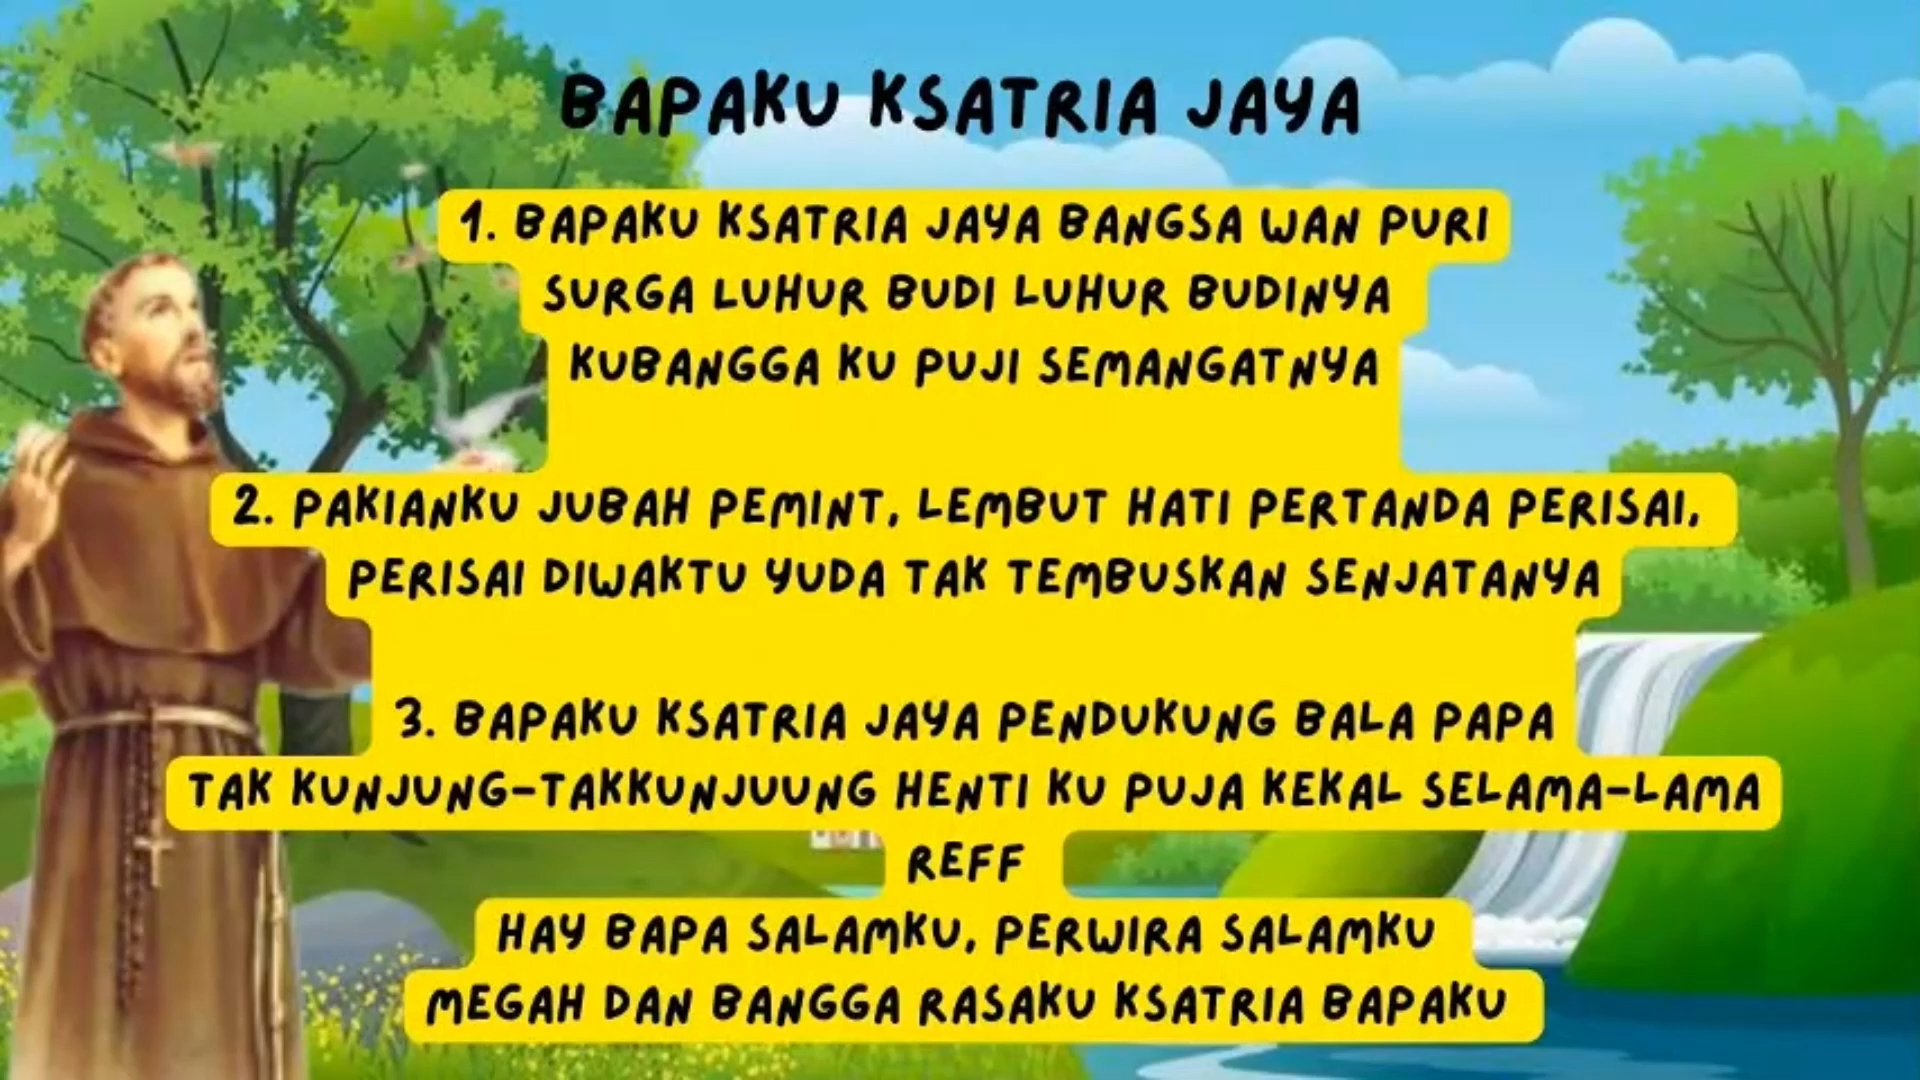 BAPAKU KSATRIA JAYA
1. BAPAKU KSATRIA JAYA BANGSA WAN PURI
SURGA LUHUR BUDI LUHUR BUDINYA
KUBANGGA KU PUJI SEMANGATNYA
2. PAKIANKU JUBAH PEMINT, LEMBUT HATI PERTANDA PERISAI,
PERISAI DIWAKTU YUDA TAK TEMBUSKAN SENJATANYA
3. BAPAKU KSATRIA JAYA PENDUKUNG BALA PAPA
TAK KUNJUNG-TAKKUNJUUNG HENTI KU PUJA KEKAL SELAMA-LAMA
REFF
HAY BAPA SALAMKU, PERWIRA SALAMKU
MEGAH DAN BANGGA RASAKU KSATRIA BAPAKU